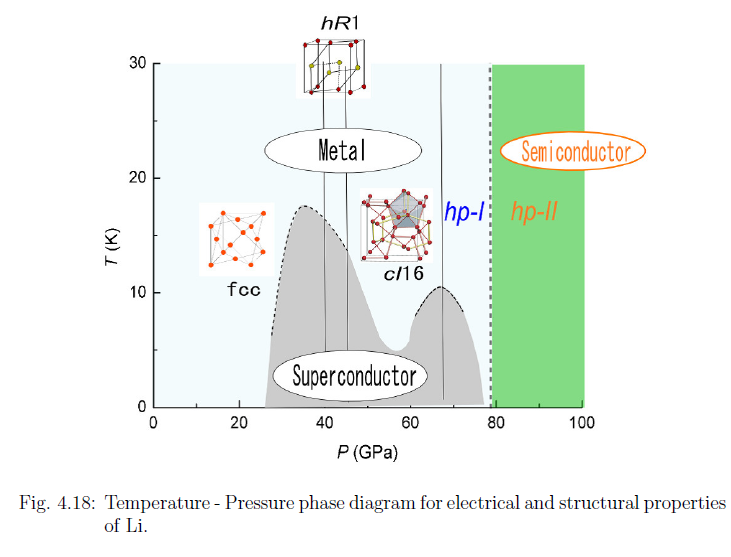 hR1
30
20
10
0
T (K)
Metal
Semiconductor
hp-I
hp-II
fcc
cI16
Superconductor
0
20
40
60
80
100
P (GPa)
Fig. 4.18: Temperature - Pressure phase diagram for electrical and structural properties
of Li.